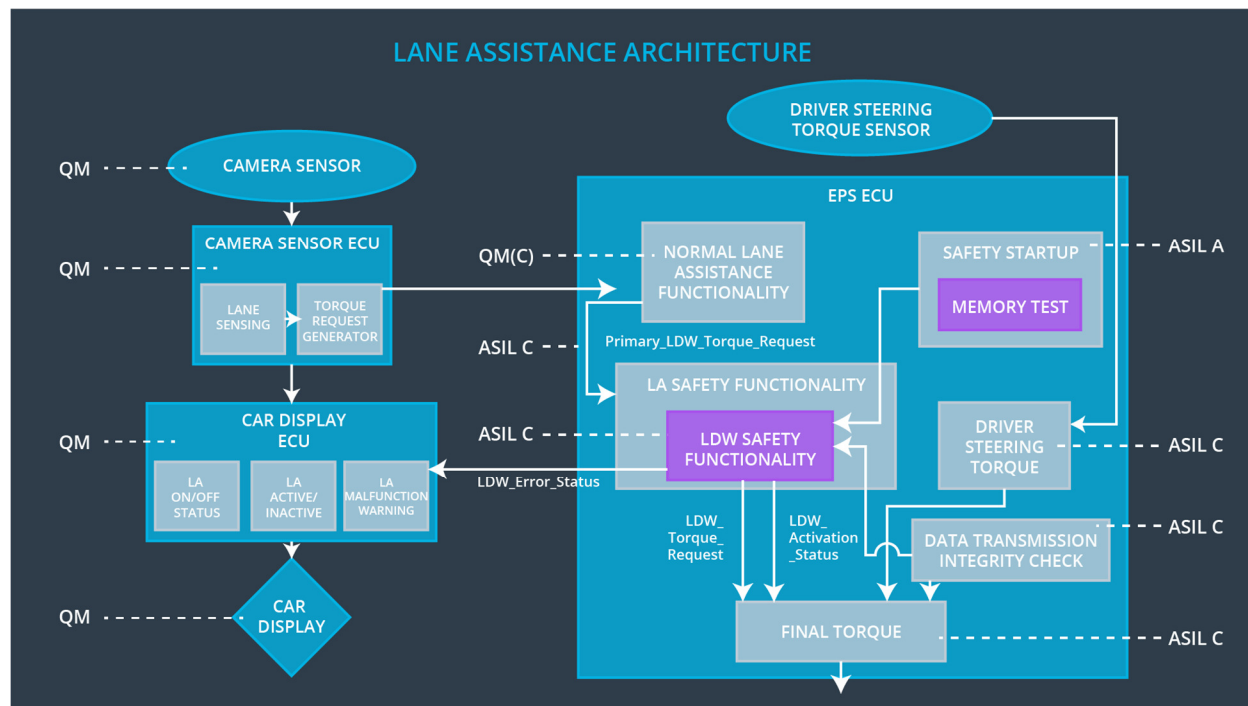 LANE ASSISTANCE ARCHITECTURE
DRIVER STEERING
TORQUE SENSOR
QM
CAMERA SENSOR
EPS ECU
CAMERA SENSOR ECU
QM
LANE
SENSING
TORQUE
REQUEST
GENERATOR
QM(C)
NORMAL LANE
ASSISTANCE
FUNCTIONALITY
SAFETY STARTUP
ASIL A
MEMORY TEST
ASIL C
Primary_LDW_Torque_Request
LA SAFETY FUNCTIONALITY
CAR DISPLAY
ECU
QM
LA
ON/OFF
STATUS
LA
ACTIVE/
INACTIVE
LA
MALFUNCTION
WARNING
ASIL C
LDW SAFETY
FUNCTIONALITY
DRIVER
STEERING
TORQUE
ASIL C
LDW_Error_Status
LDW_
Torque_
Request
LDW_
Activation
_Status
DATA TRANSMISSION
INTEGRITY CHECK
ASIL C
QM
CAR
DISPLAY
FINAL TORQUE
ASIL C